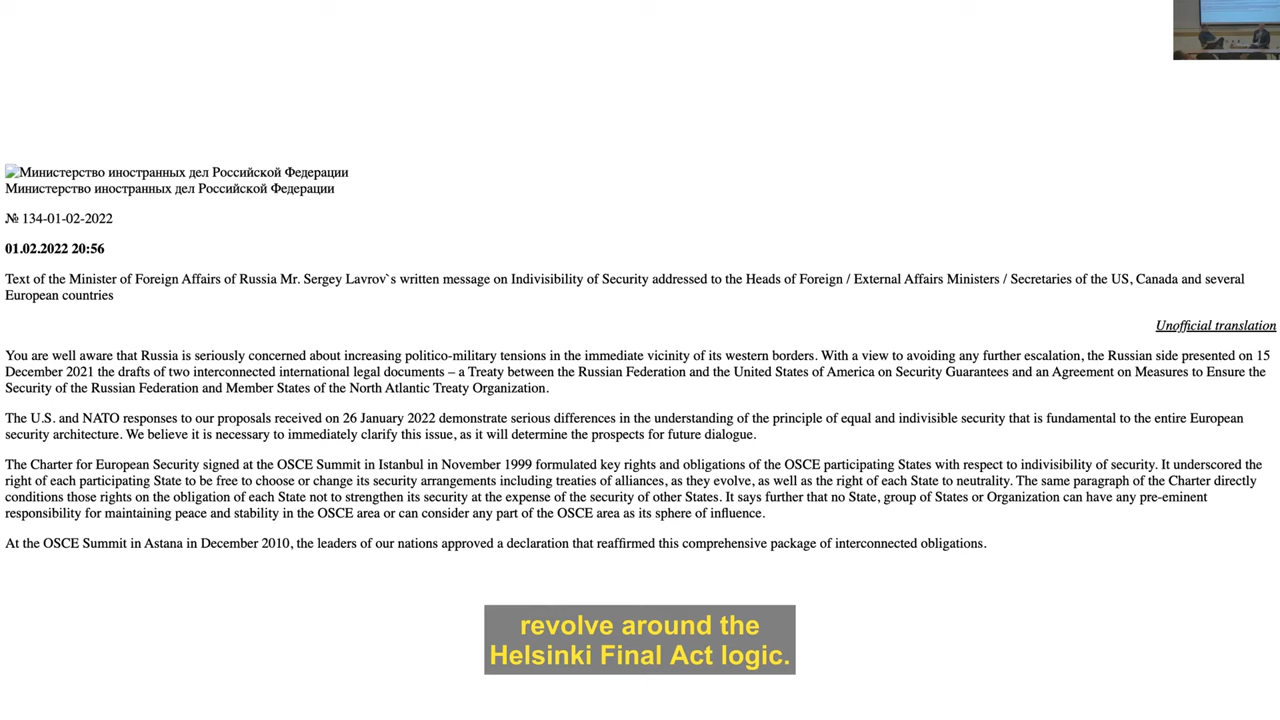 Министерство иностранных дел Российской Федерации
Министерство иностранных дел Российской Федерации
№ 134-01-02-2022
01.02.2022 20:56
Text of the Minister of Foreign Affairs of Russia Mr. Sergey Lavrov`s written message on Indivisibility of Security addressed to the Heads of Foreign / External Affairs Ministers / Secretaries of the US, Canada and several
European countries
Unofficial translation
You are well aware that Russia is seriously concerned about increasing politico-military tensions in the immediate vicinity of its western borders. With a view to avoiding any further escalation, the Russian side presented on 15
December 2021 the drafts of two interconnected international legal documents – a Treaty between the Russian Federation and the United States of America on Security Guarantees and an Agreement on Measures to Ensure the
Security of the Russian Federation and Member States of the North Atlantic Treaty Organization.
The U.S. and NATO responses to our proposals received on 26 January 2022 demonstrate serious differences in the understanding of the principle of equal and indivisible security that is fundamental to the entire European
security architecture. We believe it is necessary to immediately clarify this issue, as it will determine the prospects for future dialogue.
The Charter for European Security signed at the OSCE Summit in Istanbul in November 1999 formulated key rights and obligations of the OSCE participating States with respect to indivisibility of security. It underscored the
right of each participating State to be free to choose or change its security arrangements including treaties of alliances, as they evolve, as well as the right of each State to neutrality. The same paragraph of the Charter directly
conditions those rights on the obligation of each State not to strengthen its security at the expense of the security of other States. It says further that no State, group of States or Organization can have any pre-eminent
responsibility for maintaining peace and stability in the OSCE area or can consider any part of the OSCE area as its sphere of influence.
At the OSCE Summit in Astana in December 2010, the leaders of our nations approved a declaration that reaffirmed this comprehensive package of interconnected obligations.
revolve around the
Helsinki Final Act logic.